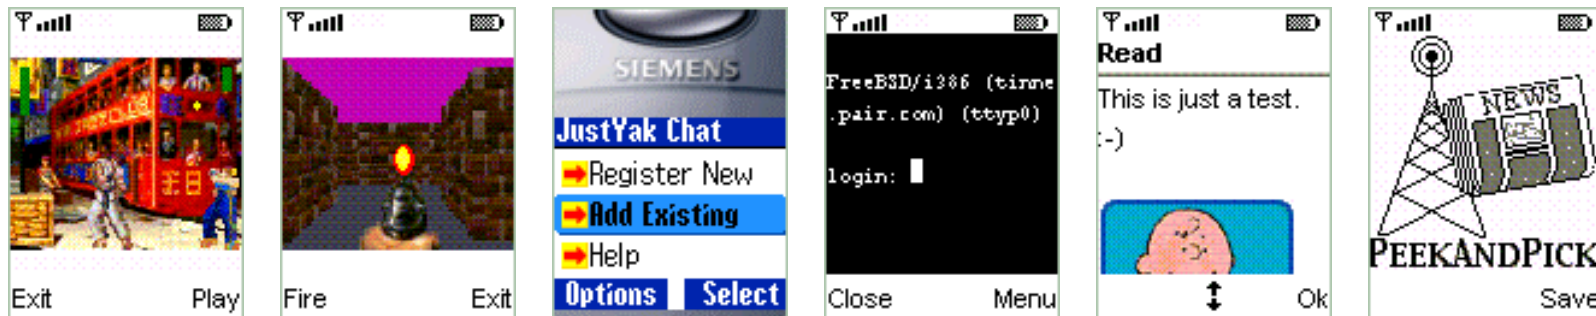 Exit Play
Fire Exit
SIEMENS
JustYak Chat
Register New
Add Existing
Help
Options Select
FreeBSD/i386 (tinne
.pair.com) (ttyp0)
login:
Close Menu
Read
This is just a test.
:-)
Ok
NEWS
PEEKANDPICK
Save